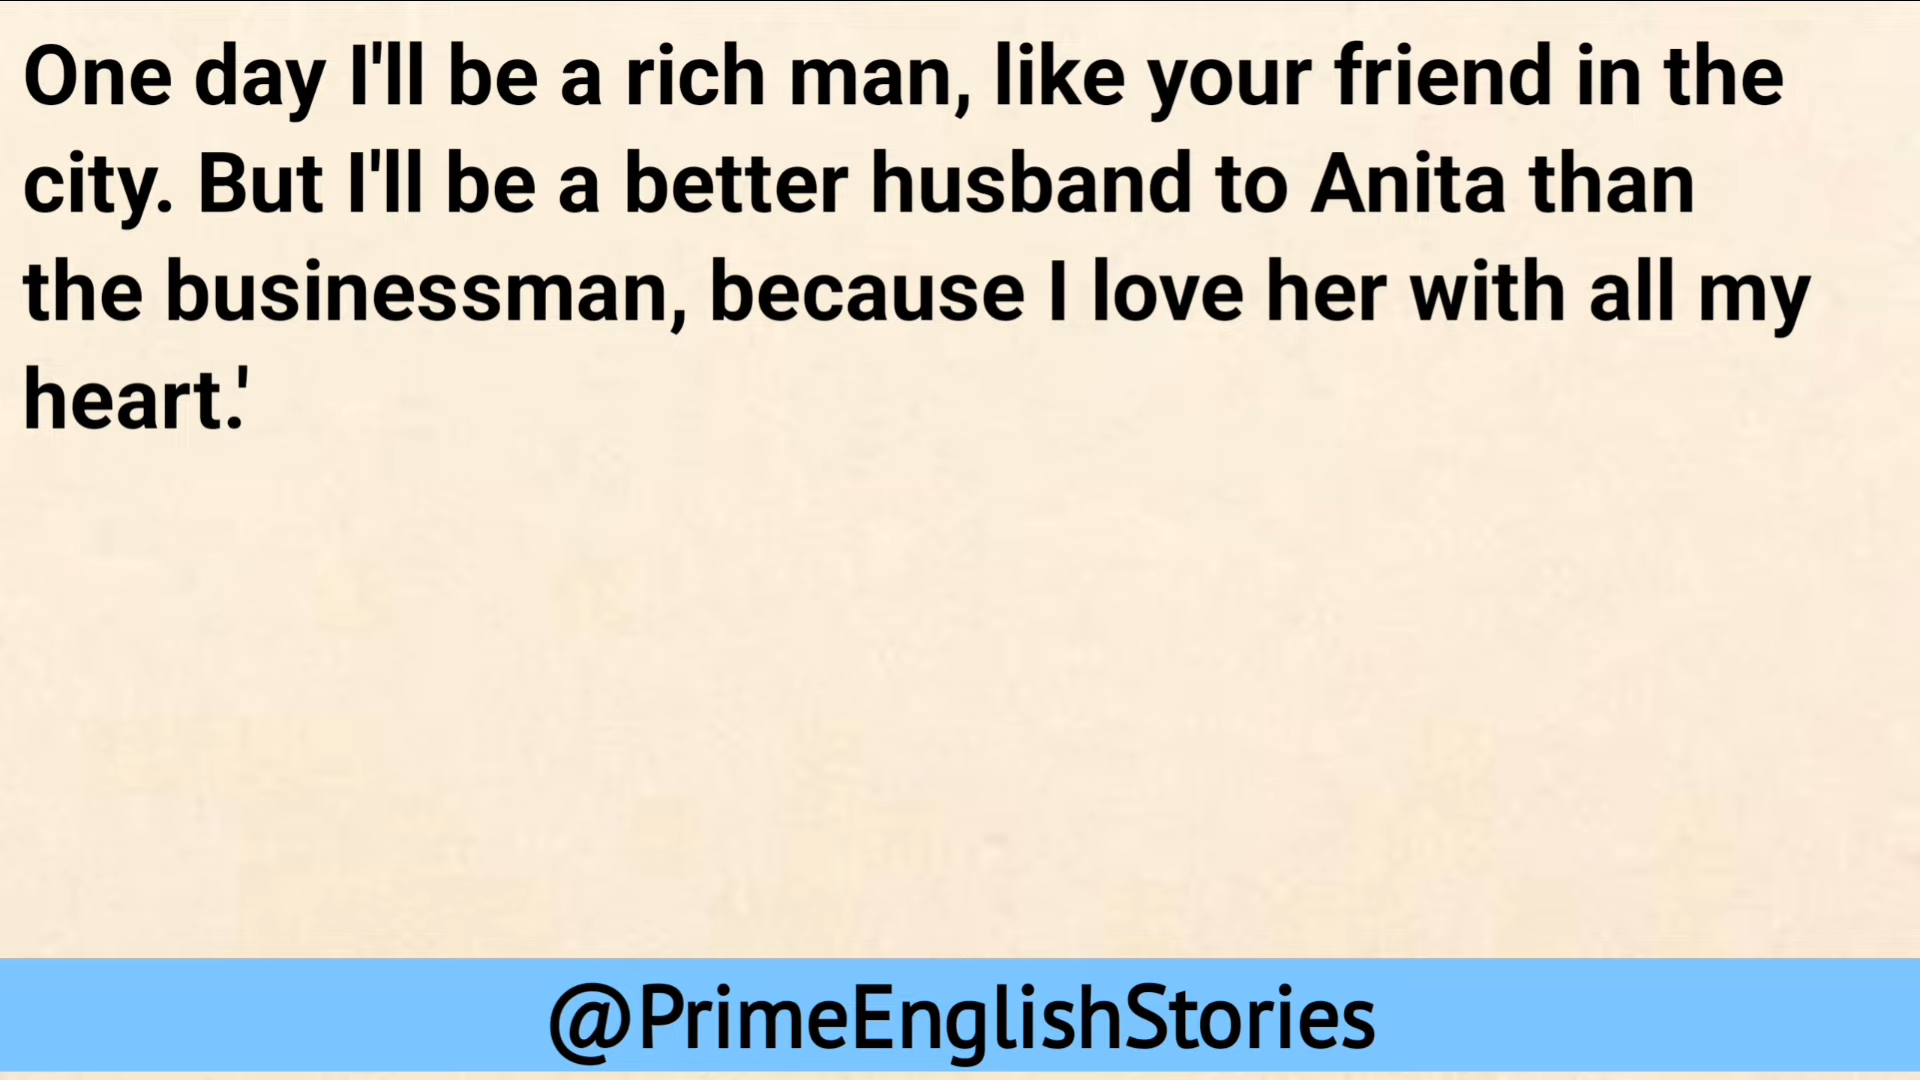 One day I'll be a rich man, like your friend in the
city. But I'll be a better husband to Anita than
the businessman, because I love her with all my
heart.'
@PrimeEnglishStories